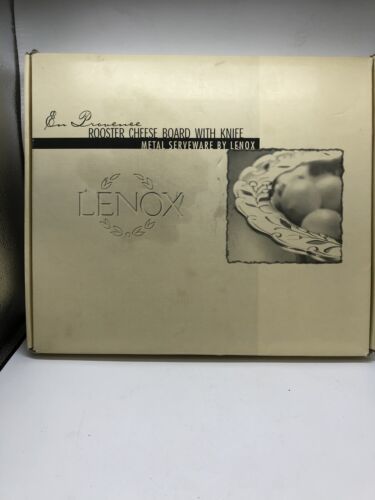 En Provence
ROOSTER CHEESE BOARD WITH KNIFE
METAL SERVEWARE BY LENOX
LENOX